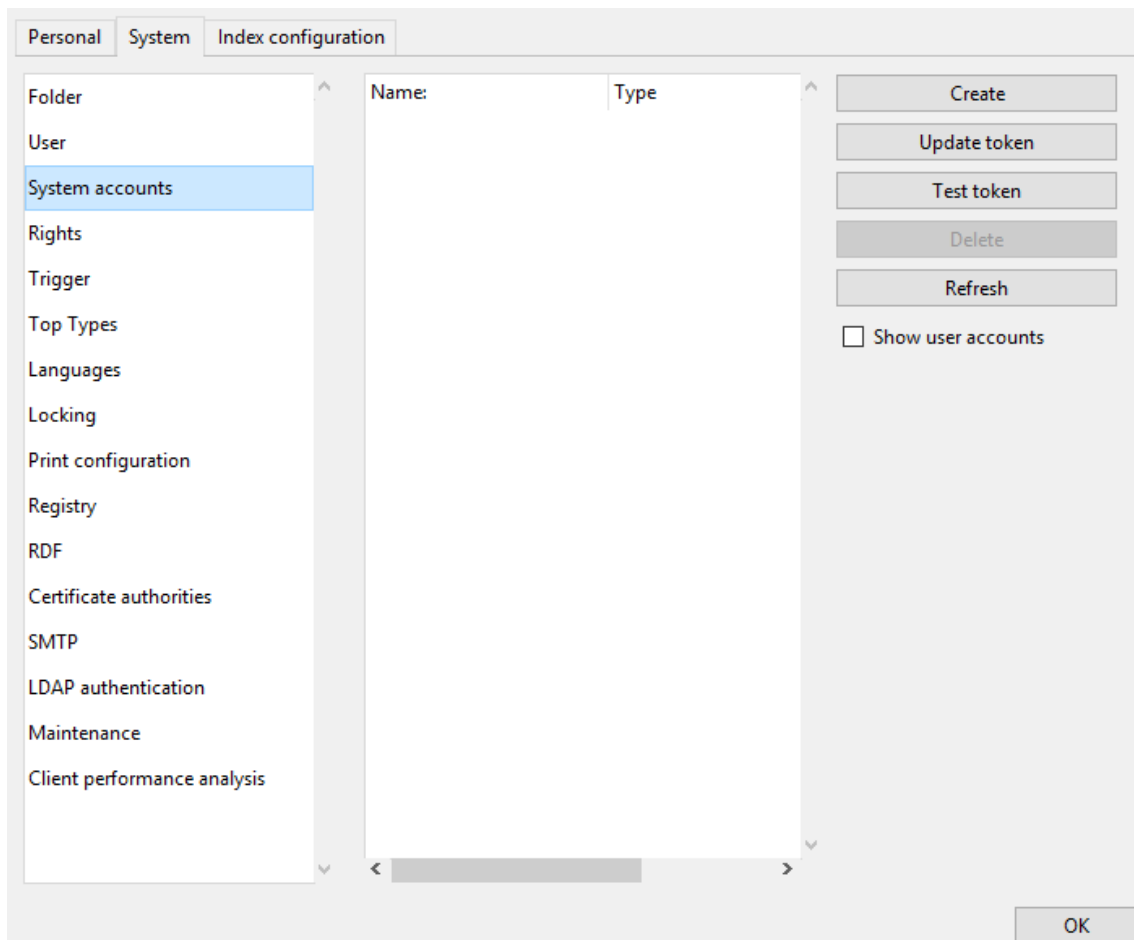 Personal System Index configuration
Folder
User
System accounts
Rights
Trigger
Top Types
Languages
Locking
Print configuration
Registry
RDF
Certificate authorities
SMTP
LDAP authentication
Maintenance
Client performance analysis
Name: Type
Create
Update token
Test token
Delete
Refresh
Show user accounts
OK